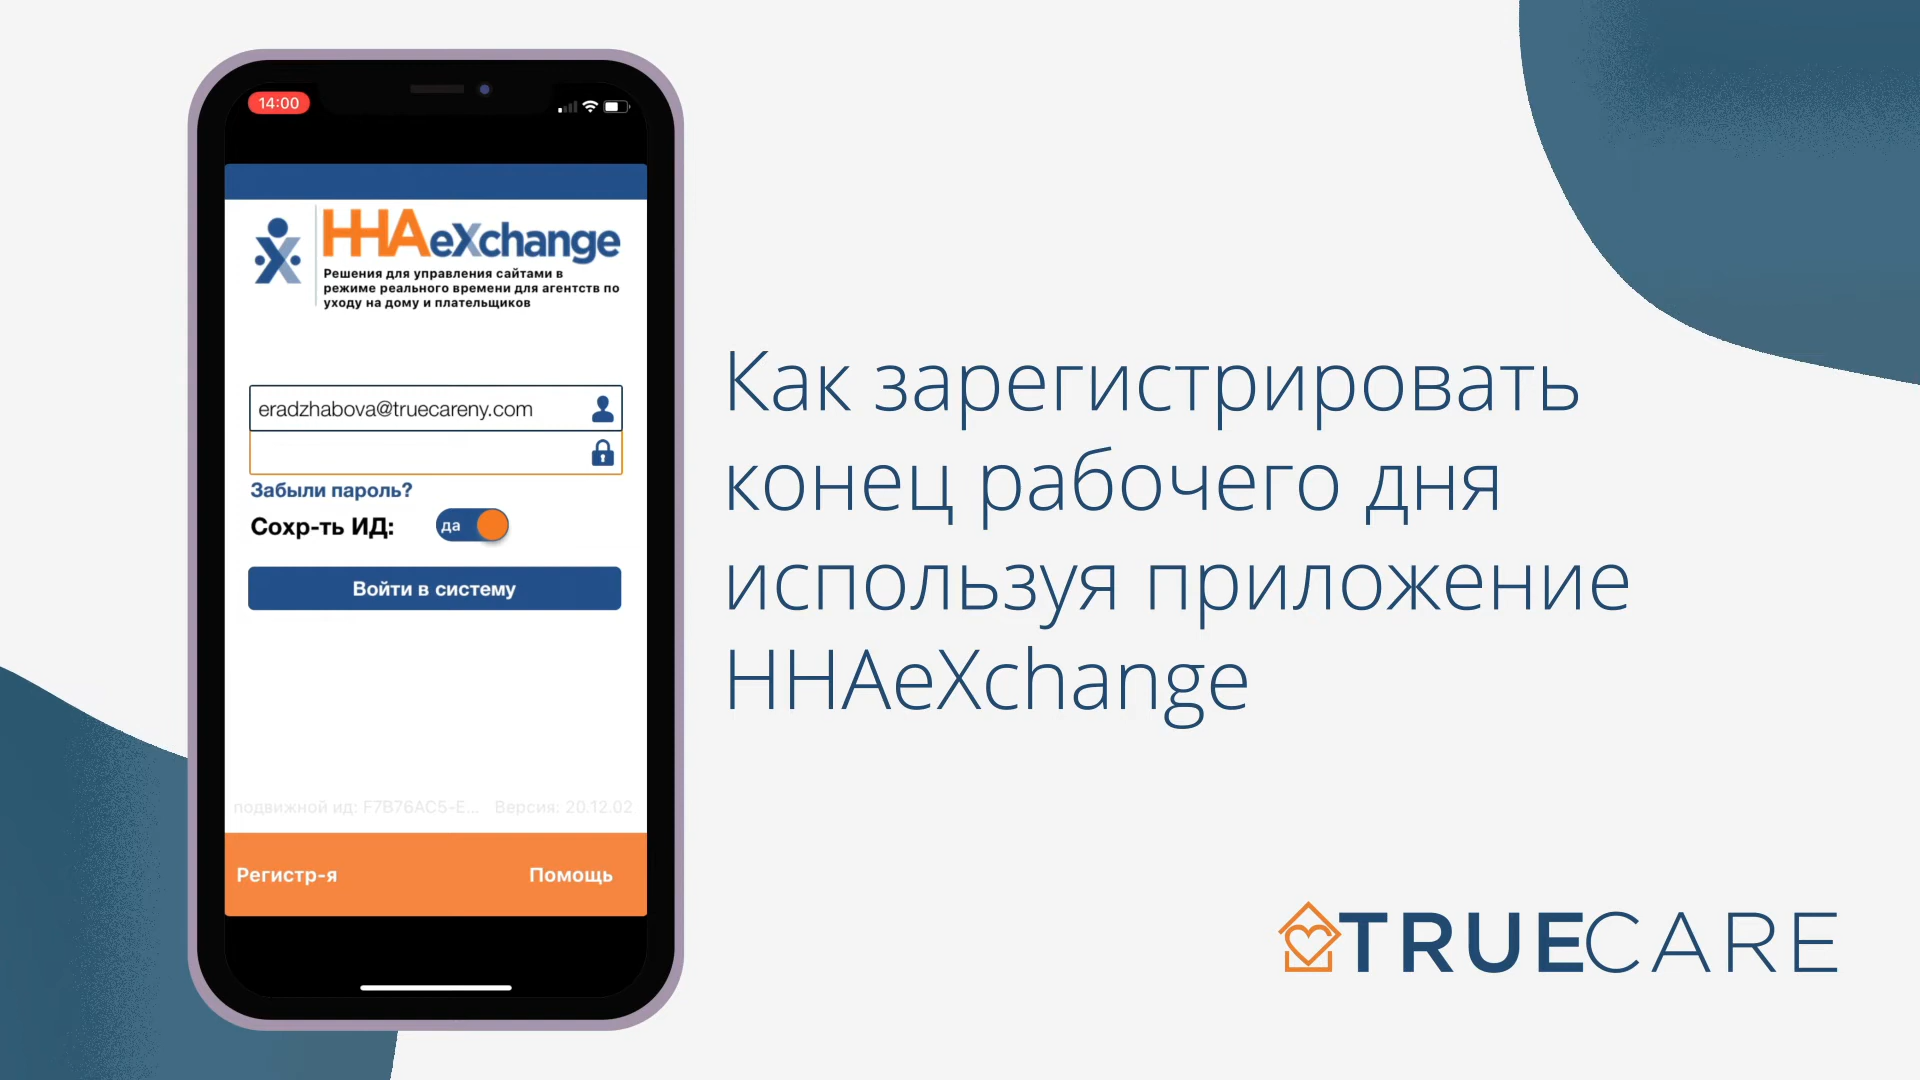 14:00
HHAeXchange
Решения для управления сайтами в
режиме реального времени для агентств по
уходу на дому и плательщиков
eradzhabova@truecareny.com
Забыли пароль?
Сохр-ть ИД:
да
Войти в систему
подвижной ид: F7B76AC5-E... Версия: 20.12.02
Регистр-я
Помощь
Как зарегистрировать
конец рабочего дня
используя приложение
HHAeXchange
TRUECARE